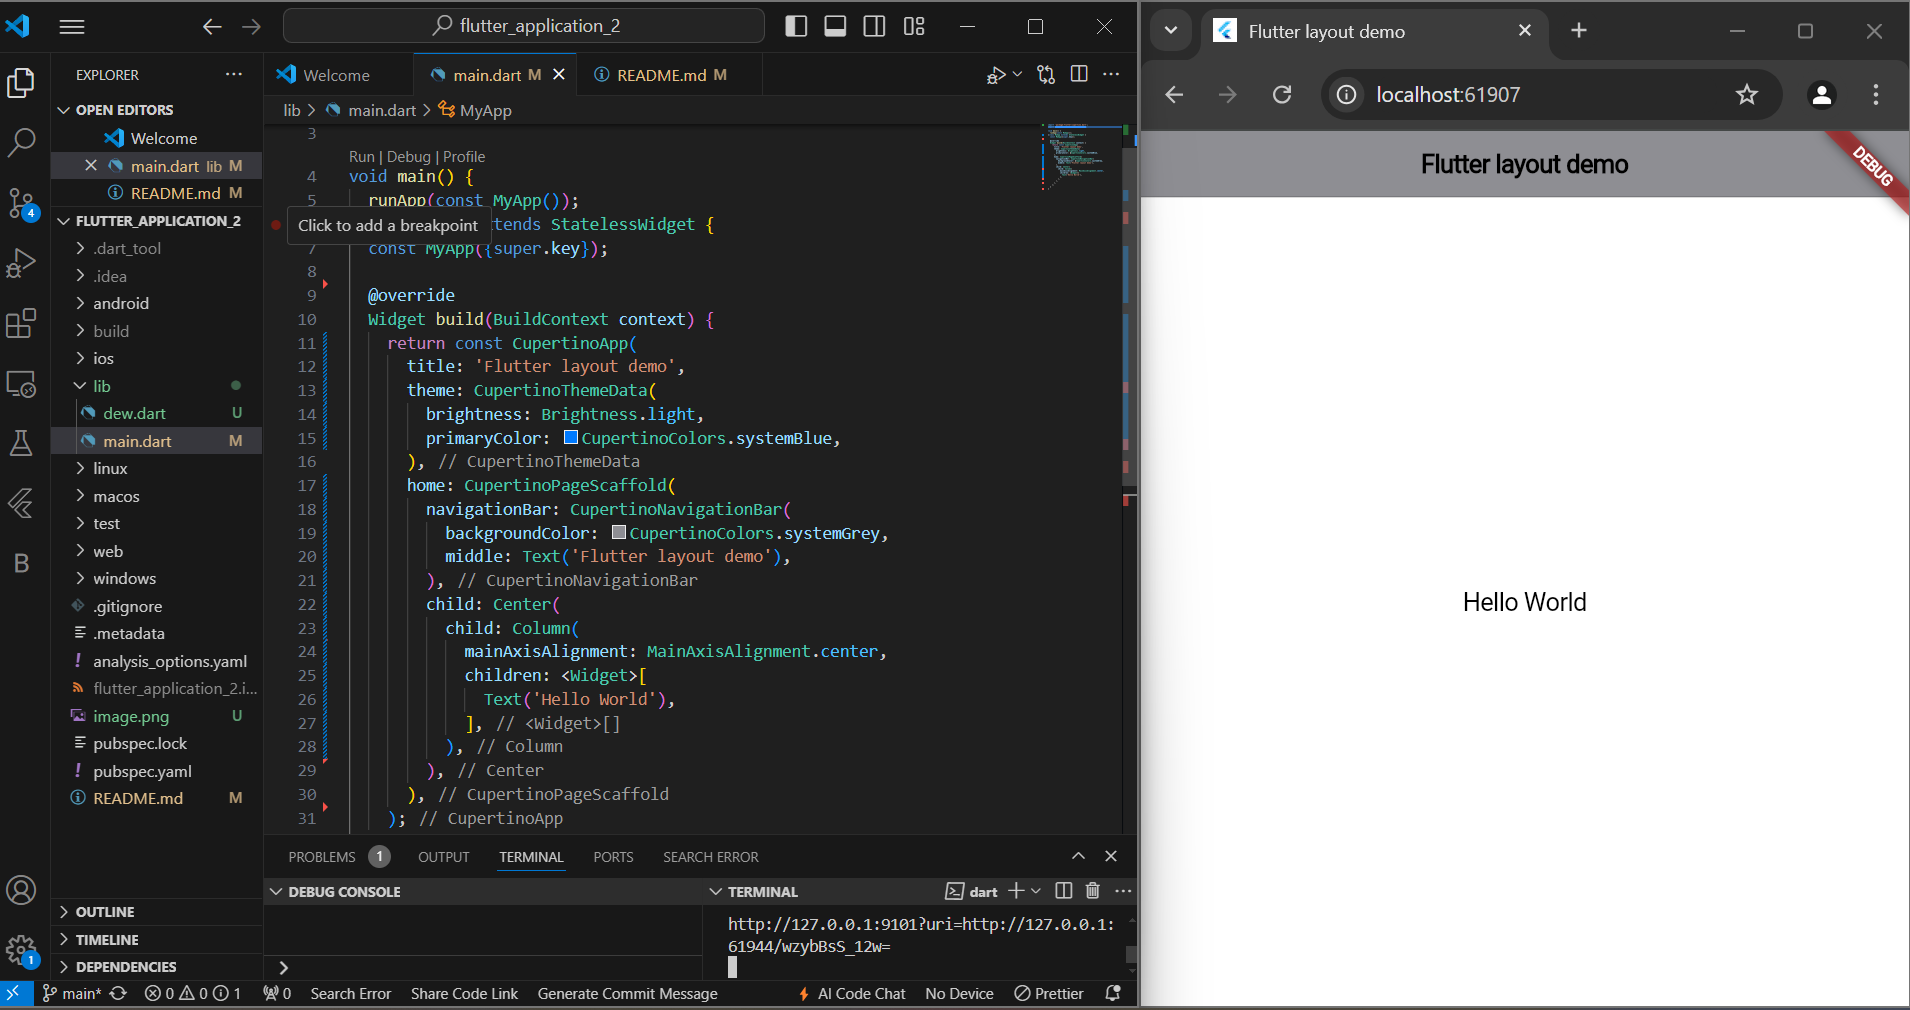 flutter_application_2
EXPLORER
OPEN EDITORS
Welcome
main.dart lib M
README.md M
FLUTTER_APPLICATION_2
.dart_tool
.idea
android
build
ios
lib
dew.dart U
main.dart M
linux
macos
test
web
windows
.gitignore
.metadata
analysis_options.yaml
flutter_application_2.i...
image.png U
pubspec.lock
pubspec.yaml
README.md M
OUTLINE
TIMELINE
DEPENDENCIES
4
B
1
Welcome
main.dart M
README.md M
lib > main.dart > MyApp
3
Run | Debug | Profile
4 void main() {
5 runApp(const MyApp());
Click to add a breakpoint tends StatelessWidget {
7 const MyApp({super.key});
8
9 @override
10 Widget build(BuildContext context) {
11 return const CupertinoApp(
12 title: 'Flutter layout demo',
13 theme: CupertinoThemeData(
14 brightness: Brightness.light,
15 primaryColor: CupertinoColors.systemBlue,
16 ), // CupertinoThemeData
17 home: CupertinoPageScaffold(
18 navigationBar: CupertinoNavigationBar(
19 backgroundColor: CupertinoColors.systemGrey,
20 middle: Text('Flutter layout demo'),
21 ), // CupertinoNavigationBar
22 child: Center(
23 child: Column(
24 mainAxisAlignment: MainAxisAlignment.center,
25 children: <Widget>[
26 Text('Hello World'),
27 ], // <Widget>[]
28 ), // Column
29 ), // Center
30 ), // CupertinoPageScaffold
31 ); // CupertinoApp
PROBLEMS 1 OUTPUT TERMINAL PORTS SEARCH ERROR
DEBUG CONSOLE
>
TERMINAL dart
http://127.0.0.1:9101?uri=http://127.0.0.1:
61944/wzybBsS_12w=
main* 0 0 1 0 Search Error Share Code Link Generate Commit Message AI Code Chat No Device Prettier
Flutter layout demo
localhost:61907
Flutter layout demo
DEBUG
Hello World